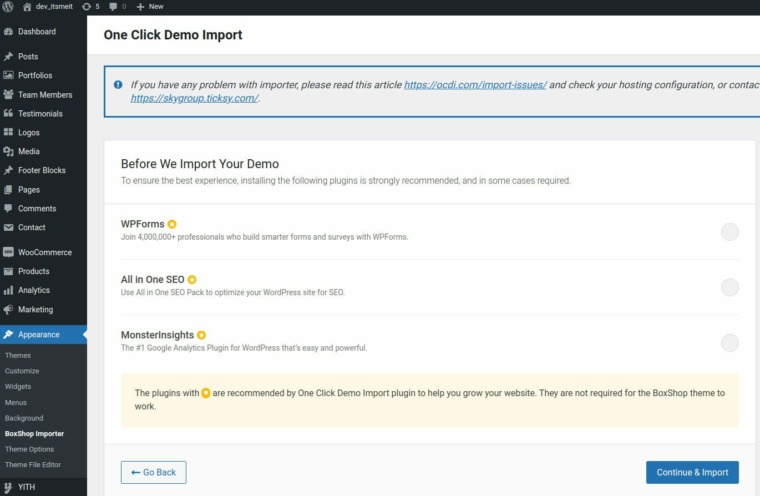 dev_itsmeit 5 0 New
Dashboard
Posts
Portfolios
Team Members
Testimonials
Logos
Media
Footer Blocks
Pages
Comments
Contact
WooCommerce
Products
Analytics
Marketing
Appearance
Themes
Customize
Widgets
Menus
Background
BoxShop Importer
Theme Options
Theme File Editor
YITH
One Click Demo Import
If you have any problem with importer, please read this article https://ocdi.com/import-issues/ and check your hosting configuration, or contac
https://skygroup.ticksy.com/.
Before We Import Your Demo
To ensure the best experience, installing the following plugins is strongly recommended, and in some cases required.
WPForms
Join 4,000,000+ professionals who build smarter forms and surveys with WPForms.
All in One SEO
Use All in One SEO Pack to optimize your WordPress site for SEO.
MonsterInsights
The #1 Google Analytics Plugin for WordPress that's easy and powerful.
The plugins with are recommended by One Click Demo Import plugin to help you grow your website. They are not required for the BoxShop theme to
work.
Go Back
Continue & Import